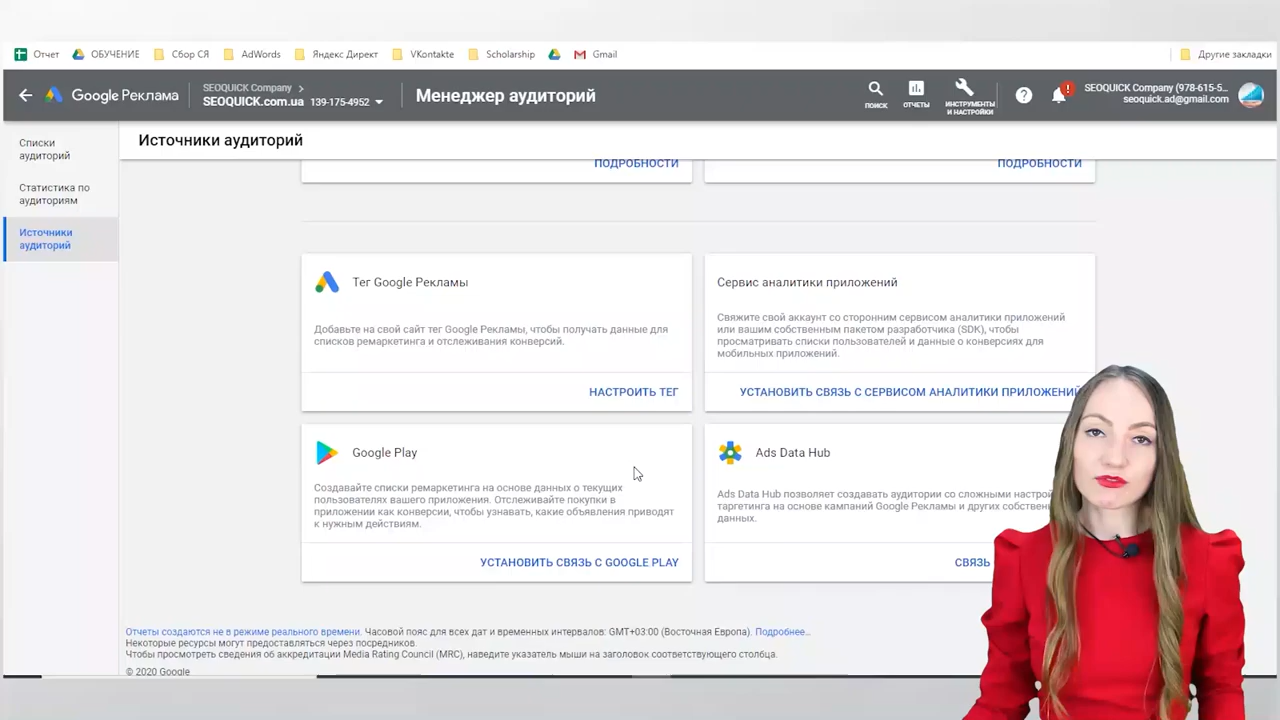 Отчет
ОБУЧЕНИЕ
Сбор СЯ
AdWords
Яндекс Директ
VKontakte
Scholarship
Gmail
Другие закладки
Google Реклама
SEOQUICK Company
SEOQUICK.com.ua 139-175-4952
Менеджер аудиторий
ПОИСК
ОТЧЕТЫ
ИНСТРУМЕНТЫ
И НАСТРОЙКИ
?
!
SEOQUICK Company (978-615-5...
seoquick.ad@gmail.com
Списки
аудиторий
Статистика по
аудиториям
Источники
аудиторий
Источники аудиторий
ПОДРОБНОСТИ
ПОДРОБНОСТИ
Тег Google Рекламы
Добавьте на свой сайт тег Google Рекламы, чтобы получать данные для
списков ремаркетинга и отслеживания конверсий.
НАСТРОИТЬ ТЕГ
Сервис аналитики приложений
Свяжите свой аккаунт со сторонним сервисом аналитики приложений
или вашим собственным пакетом разработчика (SDK), чтобы
просматривать списки пользователей и данные о конверсиях для
мобильных приложений.
УСТАНОВИТЬ СВЯЗЬ С СЕРВИСОМ АНАЛИТИКИ ПРИЛОЖЕНИЙ
Google Play
Создавайте списки ремаркетинга на основе данных о текущих
пользователях вашего приложения. Отслеживайте покупки в
приложении как конверсии, чтобы узнавать, какие объявления приводят
к нужным действиям.
УСТАНОВИТЬ СВЯЗЬ С GOOGLE PLAY
Ads Data Hub
Ads Data Hub позволяет создавать аудитории со сложными настрой
таргетинга на основе кампаний Google Рекламы и других собствен
данных.
СВЯЗЬ
Отчеты создаются не в режиме реального времени. Часовой пояс для всех дат и временных интервалов: GMT+03:00 (Восточная Европа). Подробнее…
Некоторые ресурсы могут предоставляться через посредников.
Чтобы просмотреть сведения об аккредитации Media Rating Council (MRC), наведите указатель мыши на заголовок соответствующего столбца.
© 2020 Google